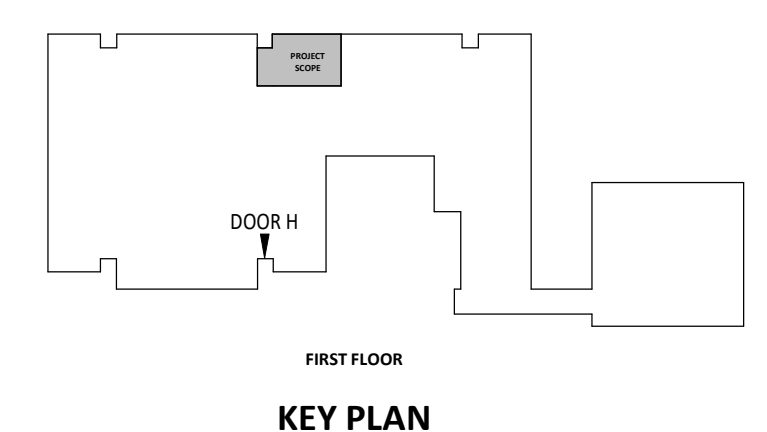 PROJECT
SCOPE
DOOR H
FIRST FLOOR
KEY PLAN